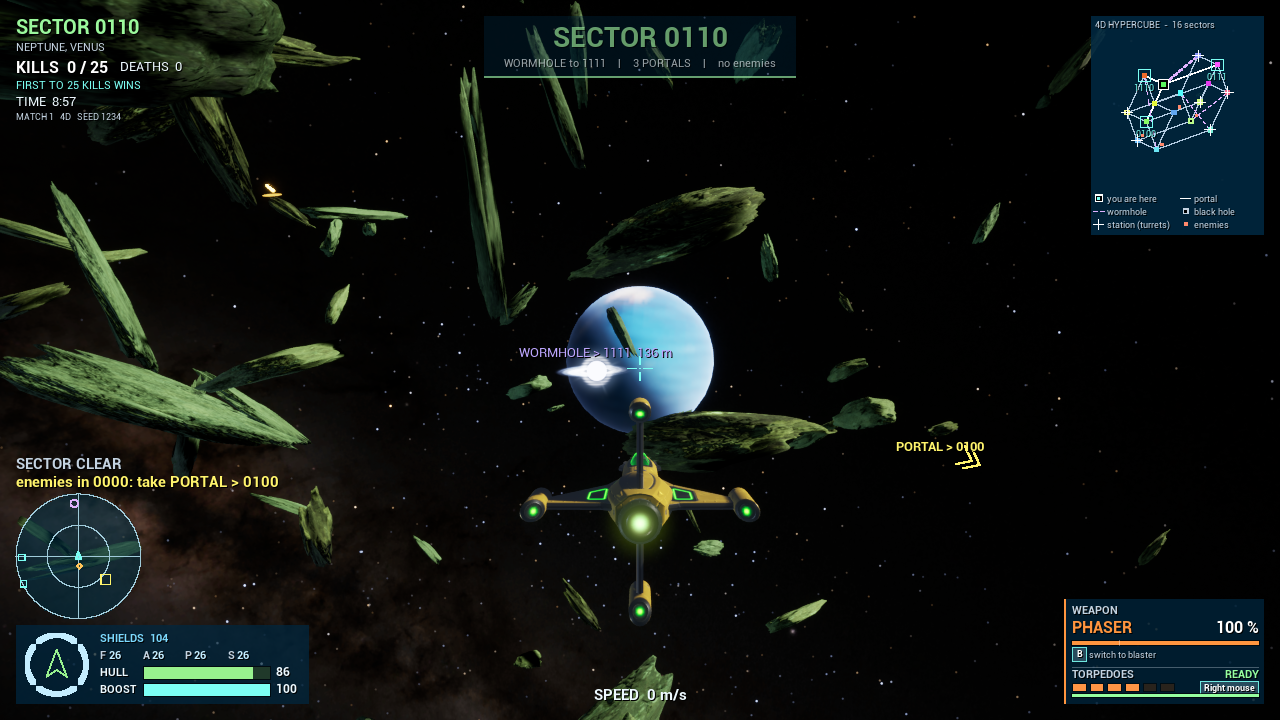 SECTOR 0110
NEPTUNE, VENUS
KILLS 0 / 25 DEATHS 0
FIRST TO 25 KILLS WINS
TIME 8:57
MATCH 1 4D SEED 1234
SECTOR 0110
WORMHOLE to 1111 | 3 PORTALS | no enemies
4D HYPERCUBE - 16 sectors
0100
you are here
portal
wormhole
black hole
station (turrets)
enemies
WORMHOLE > 1111 136 m
PORTAL > 0100
SECTOR CLEAR
enemies in 0000: take PORTAL > 0100
SHIELDS 104
F 26 A 26 P 26 S 26
HULL 86
BOOST 100
SPEED 0 m/s
WEAPON
PHASER 100 %
B switch to blaster
TORPEDOES READY
Right mouse